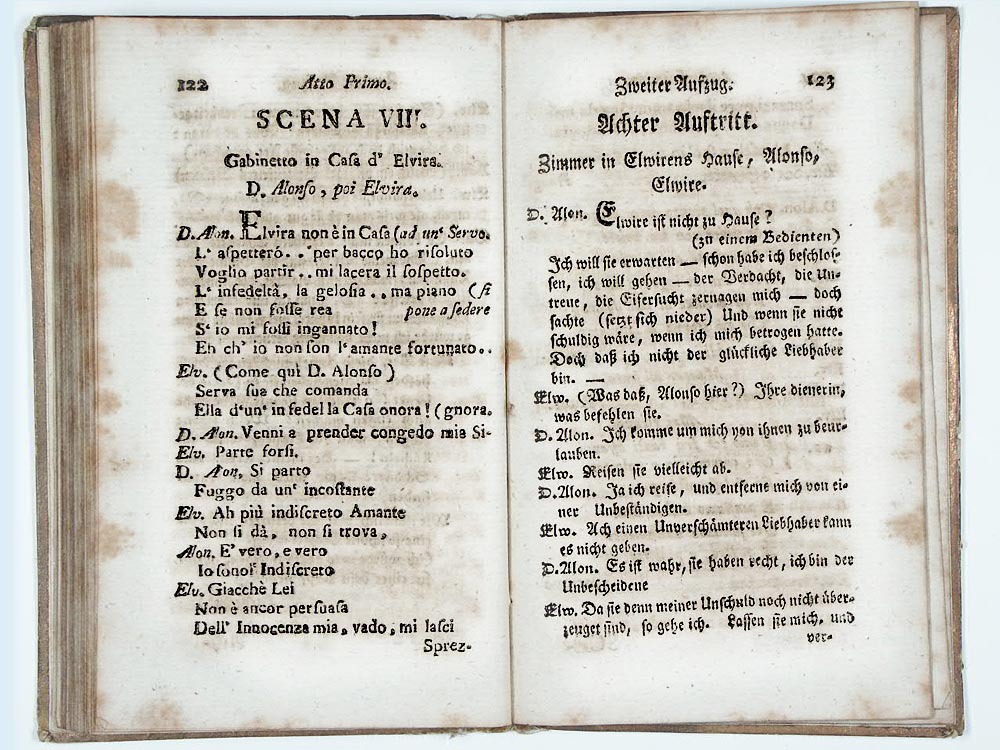 122
Atto Primo.
SCENA VIIIª.
Gabinetto in Caſa d' Elvira.
D. Alonſo, poi Elvira.
D. Alon. Elvira non è in Caſa (ad un' Servo.
L' aſpetteró.. per bacco ho riſoluto
Voglio partir.. mi lacera il ſoſpetto.
L' infedeltà, la geloſia.. ma piano (ſi
E ſe non foſſe rea pone a ſedere
S' io mi foſſi ingannato!
Eh ch' io non ſon l' amante fortunato..
Elv. (Come quì D. Alonſo)
Serva ſua che comanda
Ella d'un' infedel la Caſa onora! (gnora.
D. Alon. Venni a prender congedo mia Si-
Elv. Parte forſi.
D. Alon. Si parto
Fuggo da un' incoſtante
Elv. Ah più indiſcreto Amante
Non ſi dà, non ſi trova,
Alon. E' vero, e vero
Io ſono l' Indiſcreto
Elv. Giacchè Lei
Non è ancor perſuaſa
Dell' Innocenza mia, vado, mi laſci
Sprez-
Zweiter Aufzug.
123
Achter Auftritt.
Zimmer in Elwirens Hauſe, Alonſo,
Elwire.
D. Alon. Elwire iſt nicht zu Hauſe?
(zu einem Bedienten)
Ich will ſie erwarten — ſchon habe ich beſchloſ-
ſen, ich will gehen — der Verdacht, die Un-
treue, die Eiferſucht zernagen mich — doch
ſachte (ſetzt ſich nieder) Und wenn ſie nicht
ſchuldig wäre, wenn ich mich betrogen hatte.
Doch daß ich nicht der glückliche Liebhaber
bin. —
Elw. (Was daß, Alonſo hier?) Ihre dienerin,
was befehlen ſie.
D. Alon. Ich komme um mich von ihnen zu beur-
lauben.
Elw. Reiſen ſie vielleicht ab.
D. Alon. Ja ich reiſe, und entferne mich von ei-
ner Unbeſtändigen.
Elw. Ach einen Unverſchämteren Liebhaber kann
es nicht geben.
D. Alon. Es iſt wahr, ſie haben recht, ich bin der
Unbeſcheidene
Elw. Da ſie denn meiner Unſchuld noch nicht über-
zeuget ſind, ſo gehe ich. Laſſen ſie mich, und
ver-